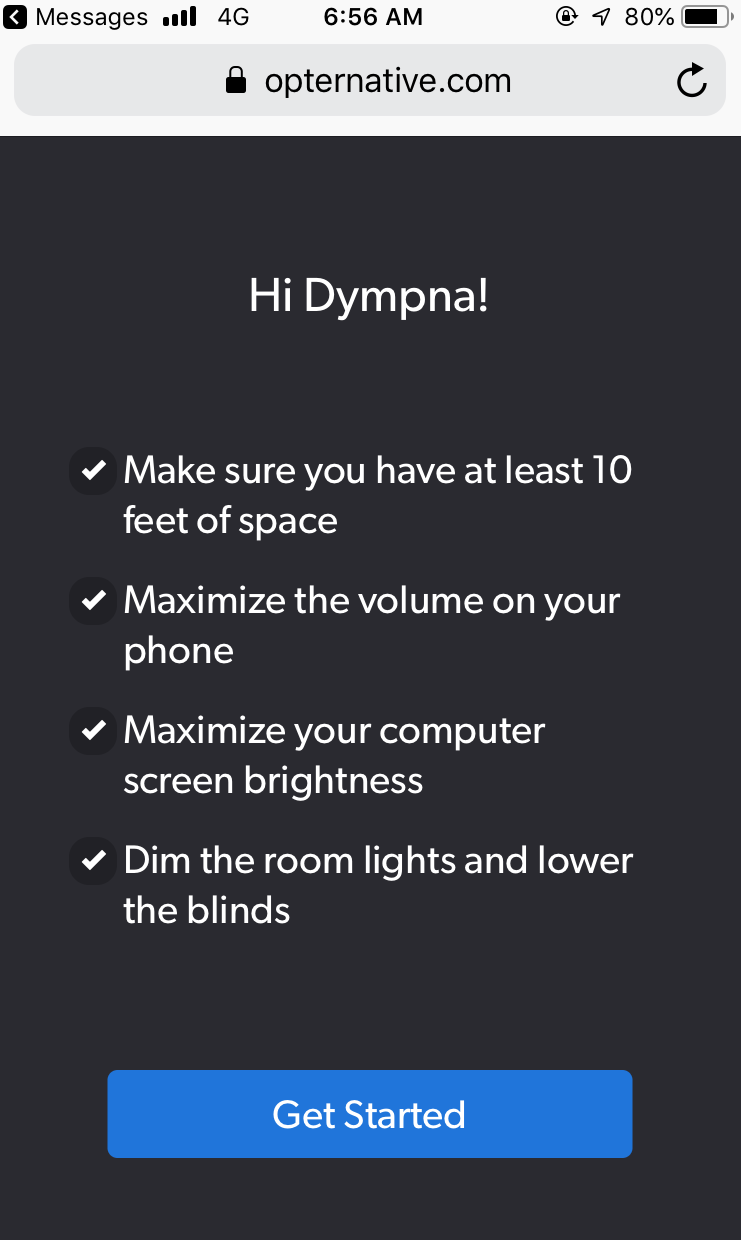 Messages 4G 6:56 AM 80%
opternative.com
Hi Dympna!
Make sure you have at least 10
feet of space
Maximize the volume on your
phone
Maximize your computer
screen brightness
Dim the room lights and lower
the blinds
Get Started